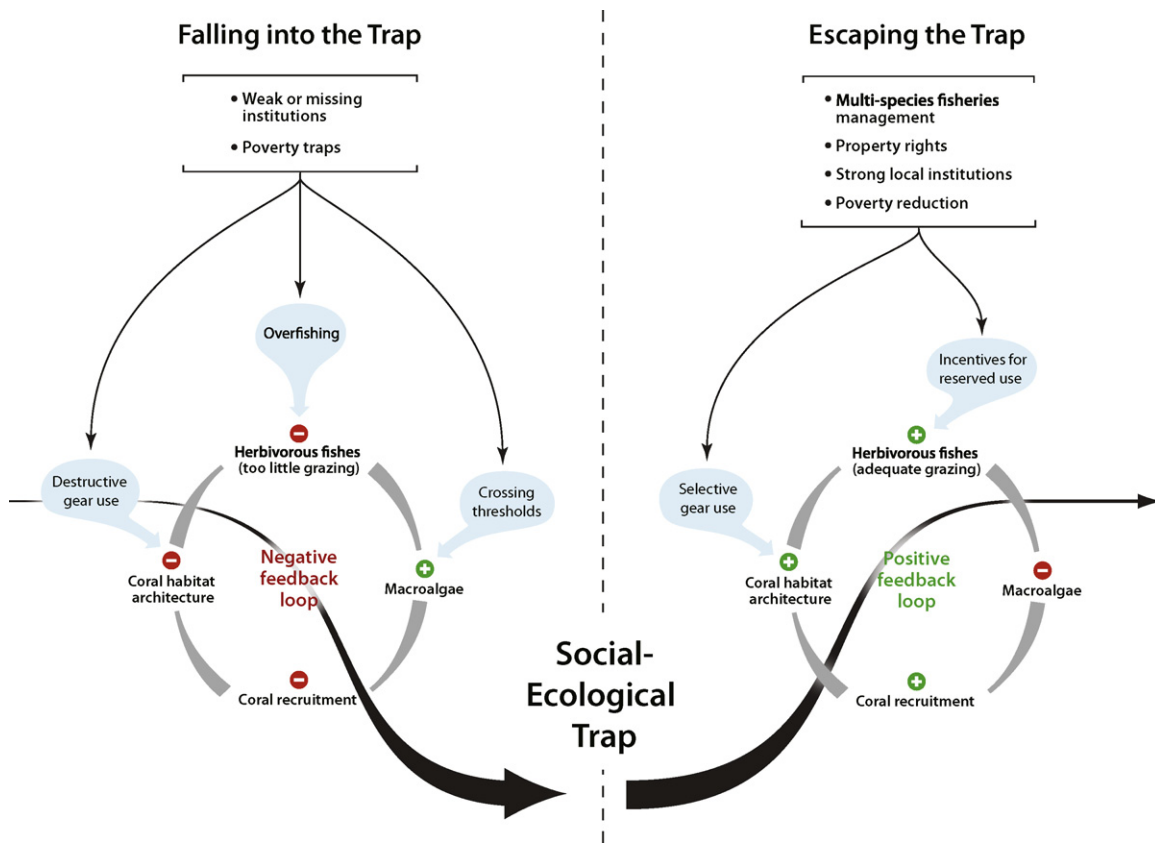 Falling into the Trap
• Weak or missing
institutions
• Poverty traps
Overfishing
Herbivorous fishes
(too little grazing)
Destructive
gear use
Crossing
thresholds
Coral habitat
architecture
Negative
feedback
loop
Macroalgae
Coral recruitment
Social-
Ecological
Trap
Escaping the Trap
• Multi-species fisheries
management
• Property rights
• Strong local institutions
• Poverty reduction
Incentives for
reserved use
Herbivorous fishes
(adequate grazing)
Selective
gear use
Coral habitat
architecture
Positive
feedback
loop
Macroalgae
Coral recruitment